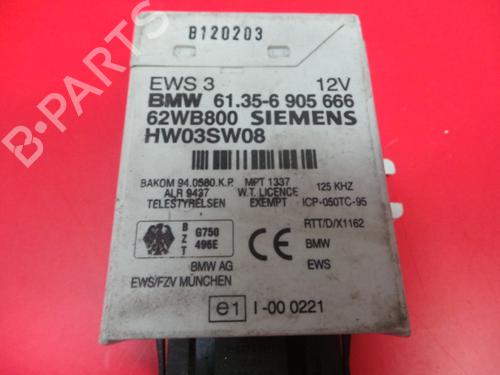 B120203
EWS 3 12V
BMW 61.35-6 905 666
62WB800 SIEMENS
HW03SW08
BAKOM 94.0580.K.P. MPT 1337 125 KHZ
ALR 9437 W.T. LICENCE
TELESTYRELSEN EXEMPT ICP-050TC-95
RTT/D/X1162
B Z T G750 496E CE BMW
BMW AG EWS
EWS/FZV MÜNCHEN
e1 I-00 0221
B-PARTS